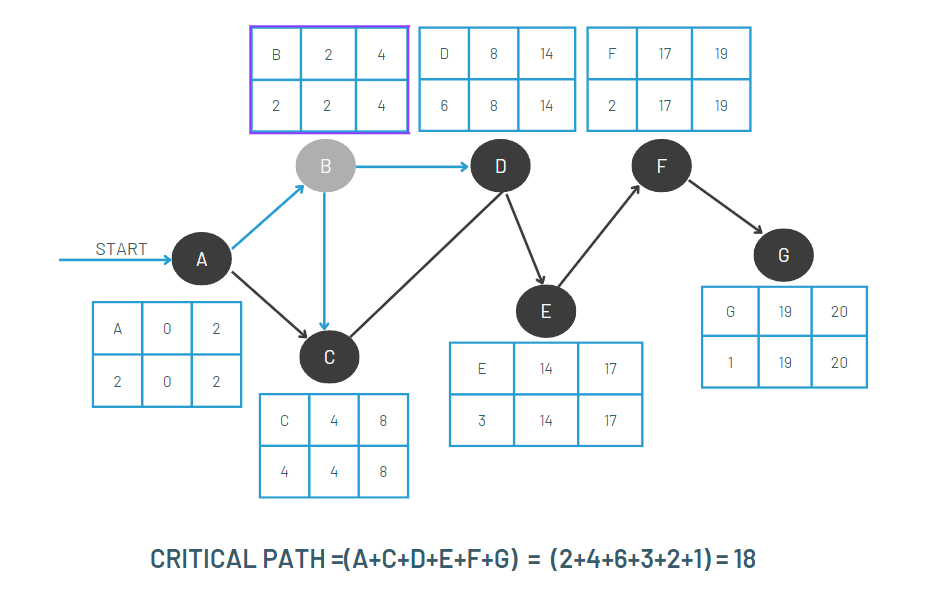 B 2 4
2 2 4
D 8 14
6 8 14
F 17 19
2 17 19
B
D
F
START
A
G
A 0 2
2 0 2
C
E
G 19 20
1 19 20
C 4 8
4 4 8
E 14 17
3 14 17
CRITICAL PATH =(A+C+D+E+F+G) = (2+4+6+3+2+1) = 18